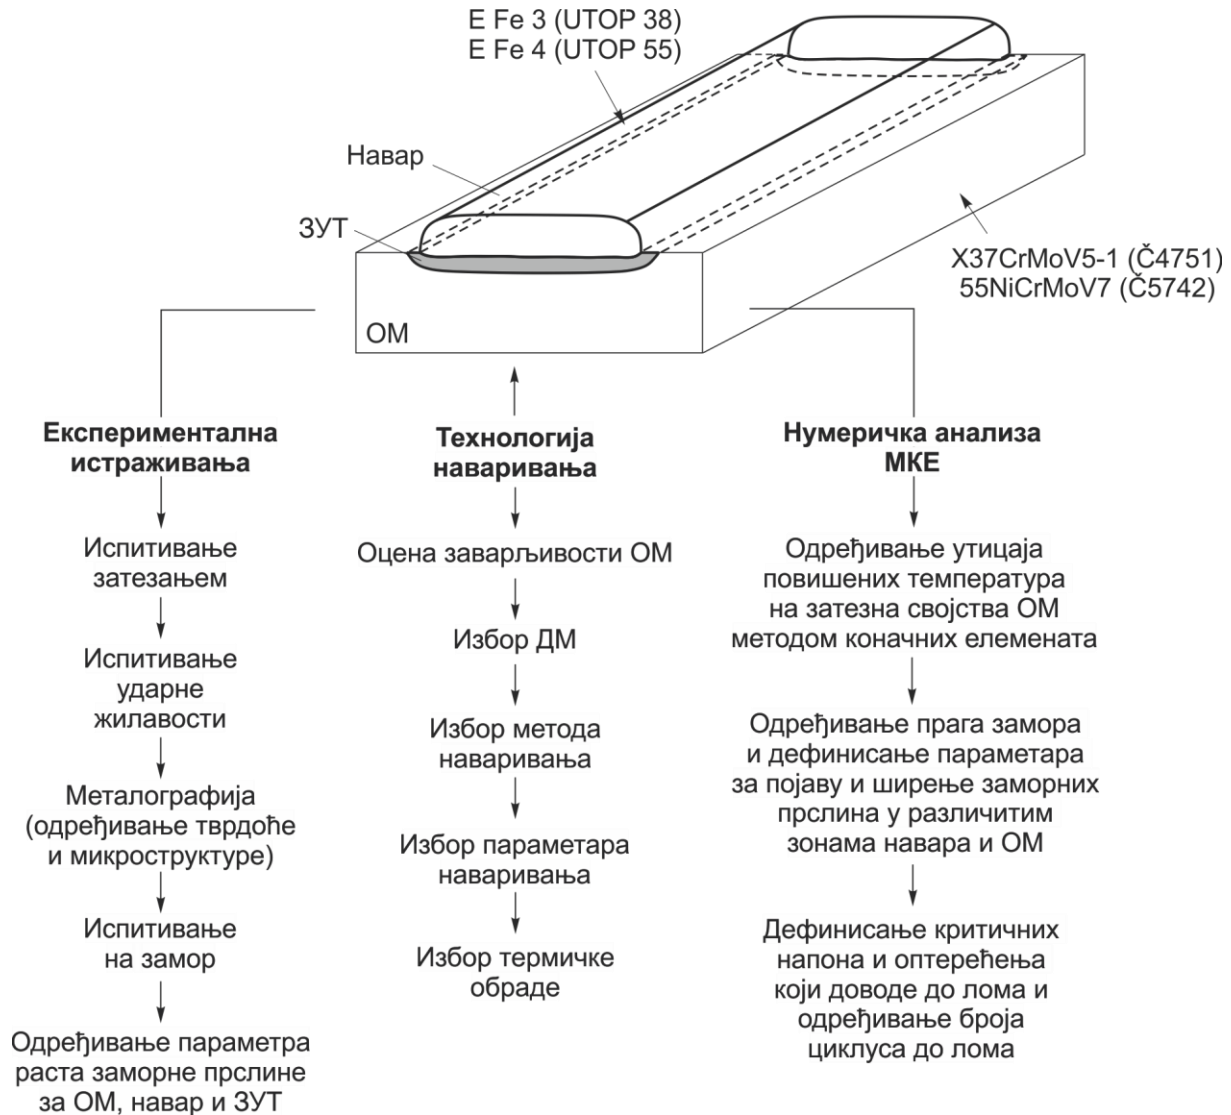 E Fe 3 (UTOP 38)
E Fe 4 (UTOP 55)
Навар
ЗУТ
X37CrMoV5-1 (Č4751)
55NiCrMoV7 (Č5742)
ОМ
Експериментална
истраживања
Испитивање
затезањем
Испитивање
ударне
жилавости
Металографија
(одређивање тврдоће
и микроструктуре)
Испитивање
на замор
Одређивање параметра
раста заморне прслине
за ОМ, навар и ЗУТ
Технологија
наваривања
Оцена заварљивости ОМ
Избор ДМ
Избор метода
наваривања
Избор параметара
наваривања
Избор термичке
обраде
Нумеричка анализа
МКЕ
Одређивање утицаја
повишених температура
на затезна својства ОМ
методом коначних елемената
Одређивање прага замора
и дефинисање параметара
за појаву и ширење заморних
прслина у различитим
зонама навара и ОМ
Дефинисање критичних
напона и оптерећења
који доводе до лома и
одређивање броја
циклуса до лома